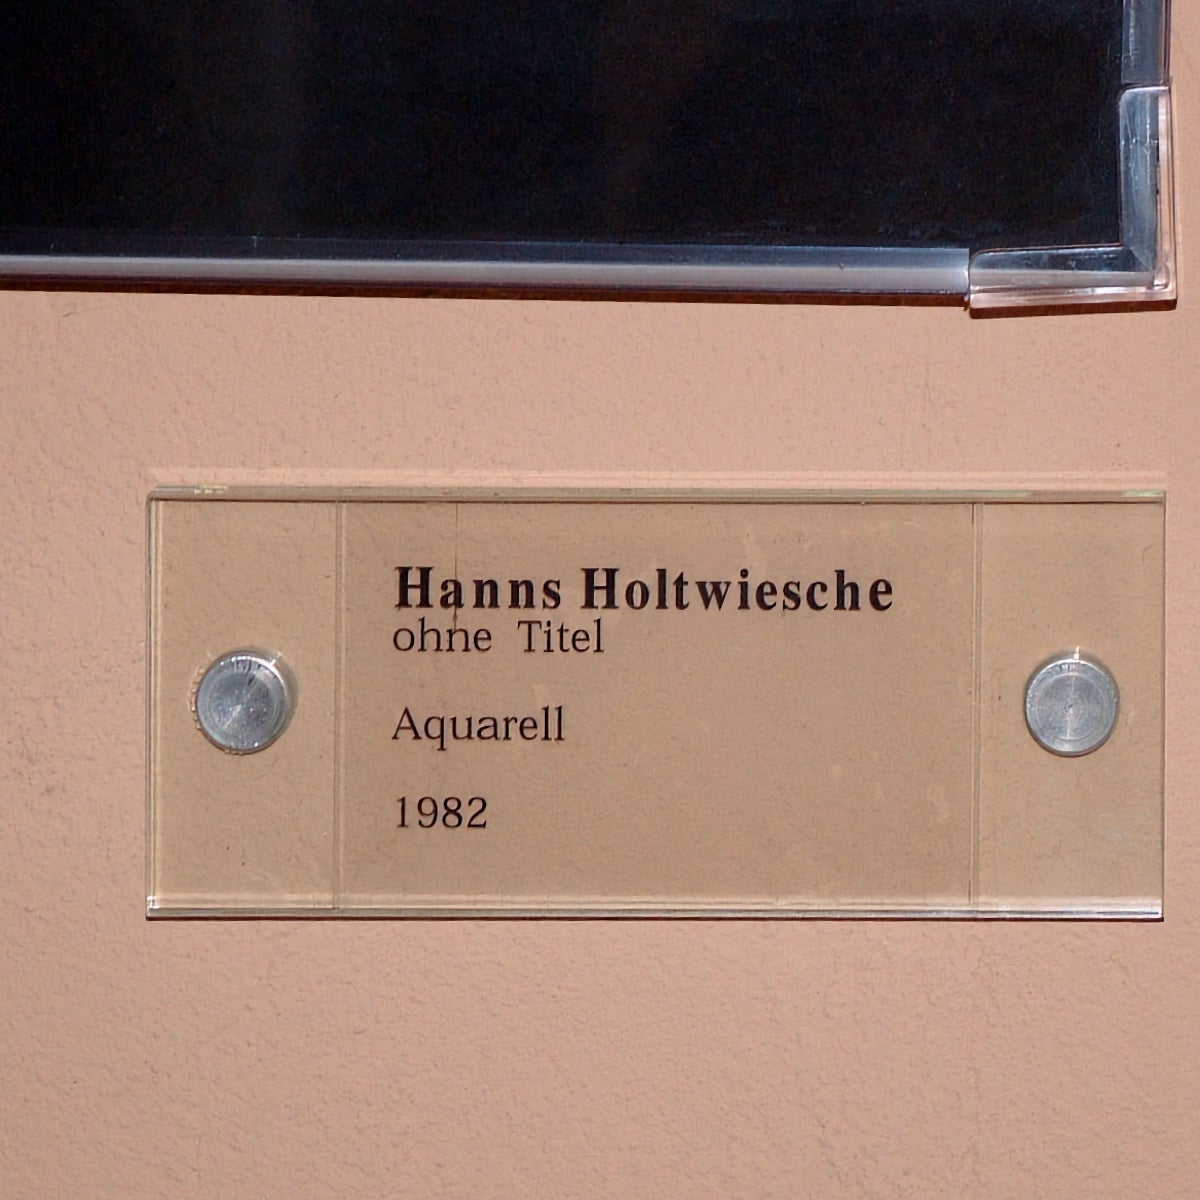 Hanns Holtwiesche
ohne Titel
Aquarell
1982